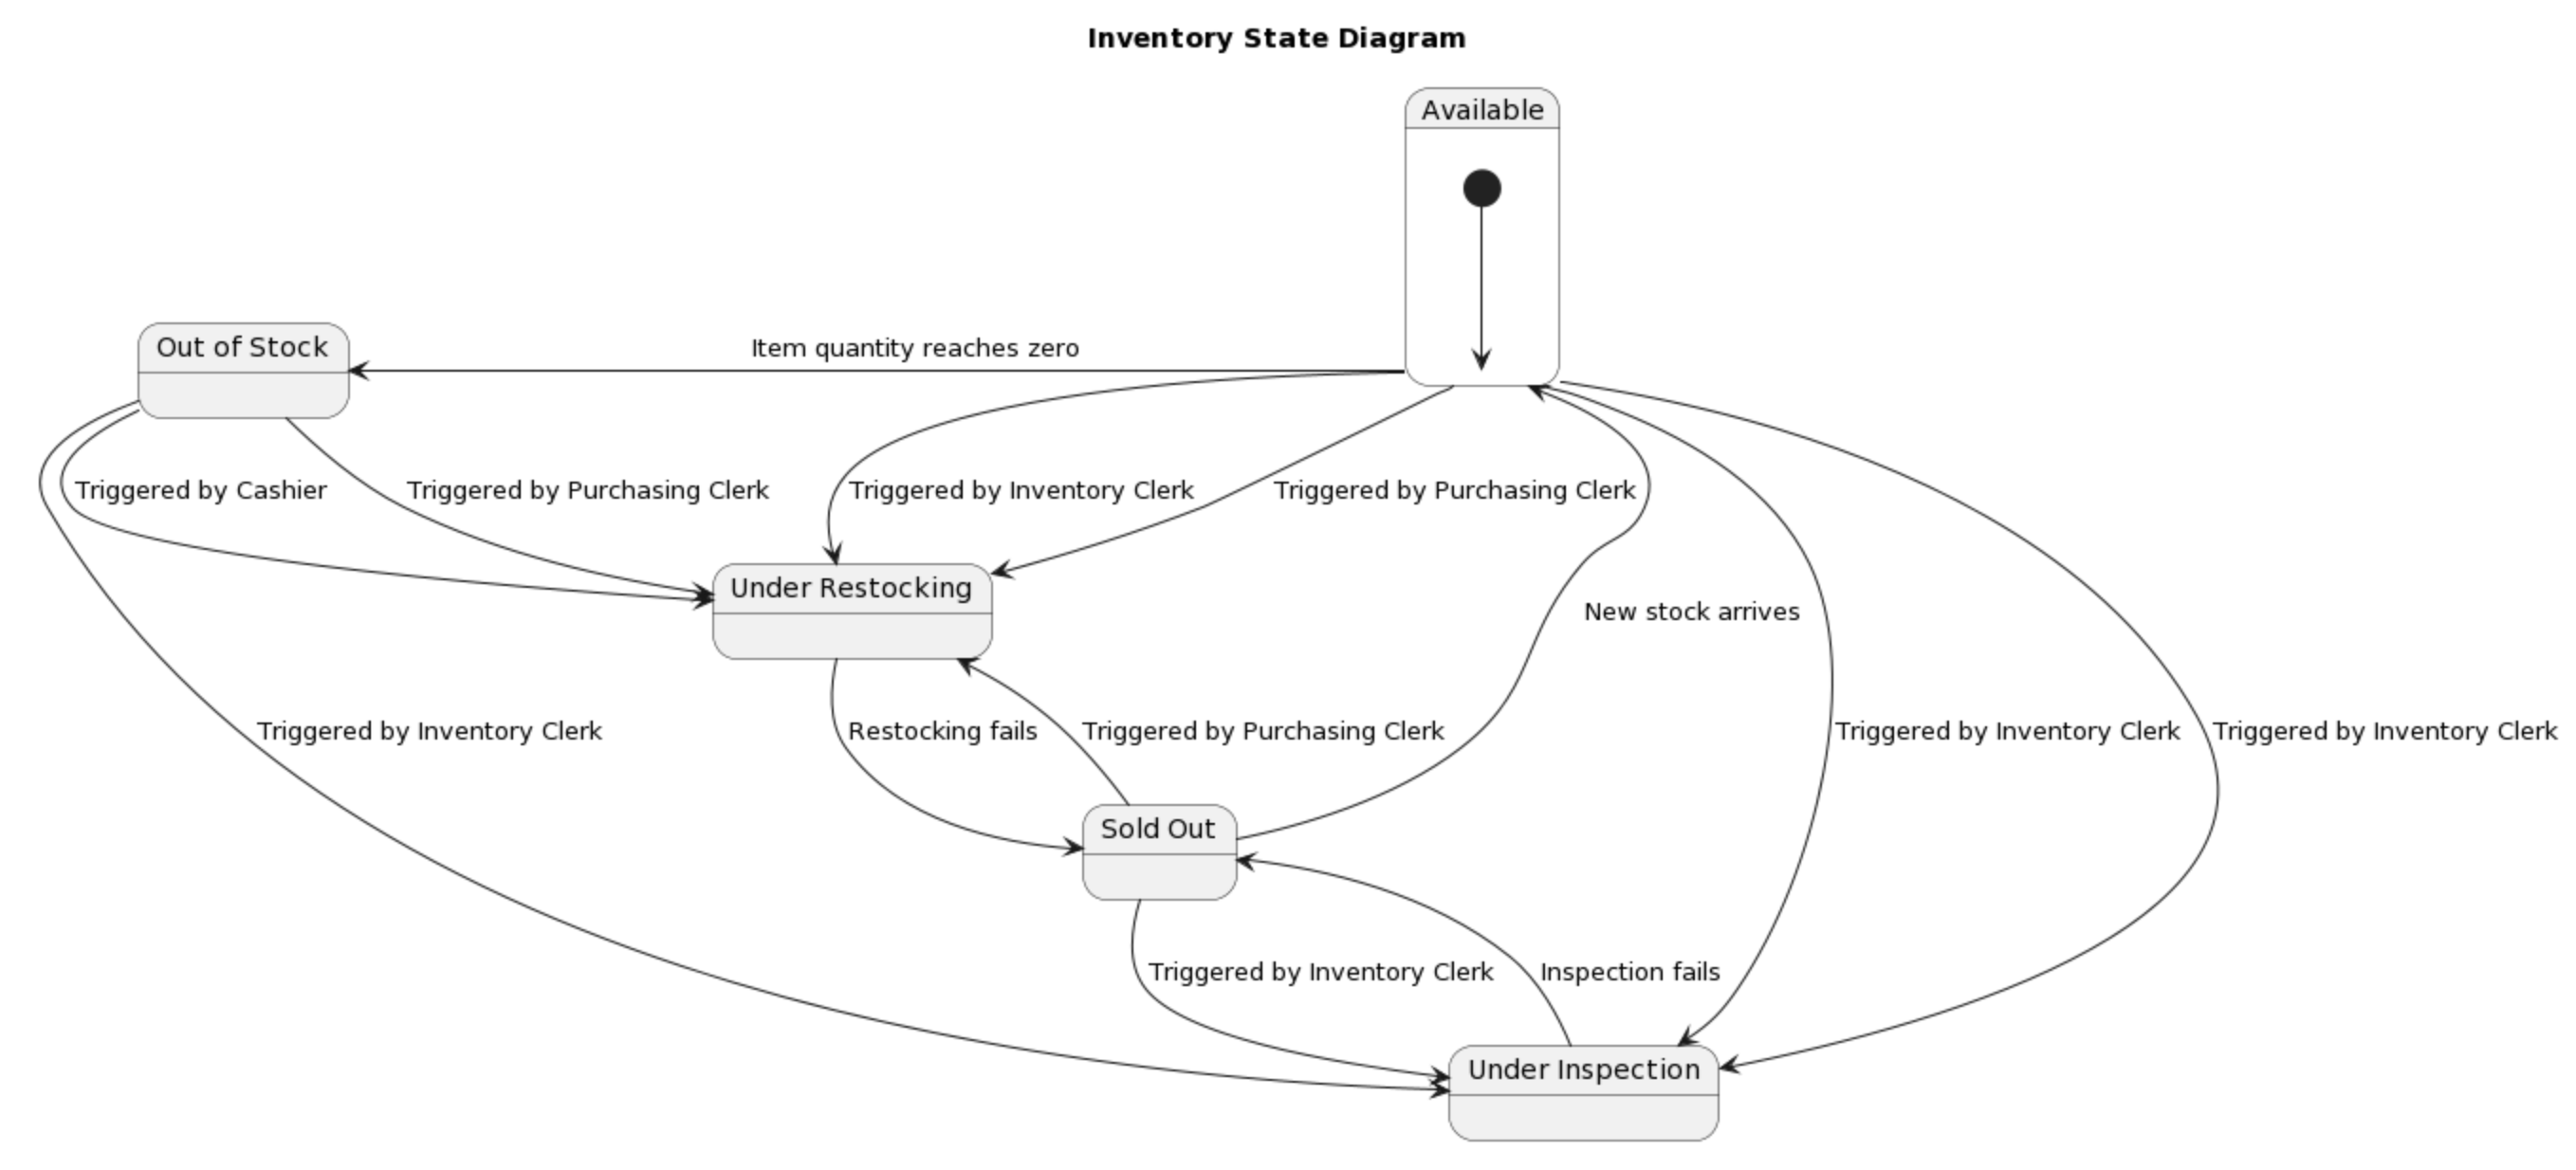 Inventory State Diagram
Available
Out of Stock
Item quantity reaches zero
Triggered by Cashier
Triggered by Purchasing Clerk
Triggered by Inventory Clerk
Triggered by Purchasing Clerk
Under Restocking
New stock arrives
Triggered by Inventory Clerk
Restocking fails
Triggered by Purchasing Clerk
Triggered by Inventory Clerk
Triggered by Inventory Clerk
Sold Out
Triggered by Inventory Clerk
Inspection fails
Under Inspection